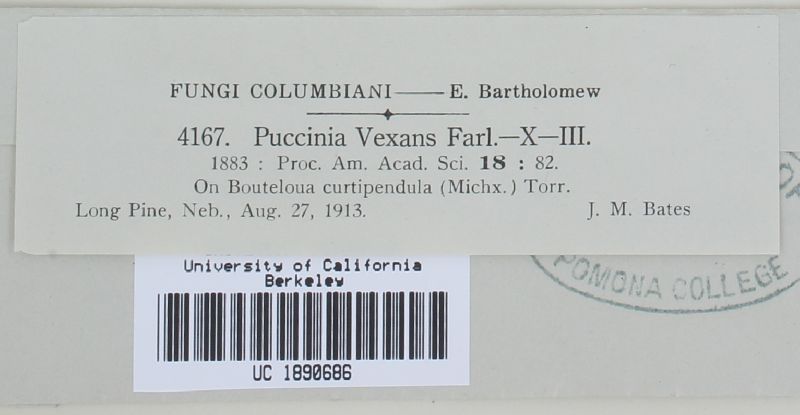 FUNGI COLUMBIANI—— E. Bartholomew
4167. Puccinia Vexans Farl.—X—III.
1883 : Proc. Am. Acad. Sci. 18 : 82.
On Bouteloua curtipendula (Michx.) Torr.
Long Pine, Neb., Aug. 27, 1913. J. M. Bates
University of California
Berkeley
UC 1890686
POMONA COLLEGE